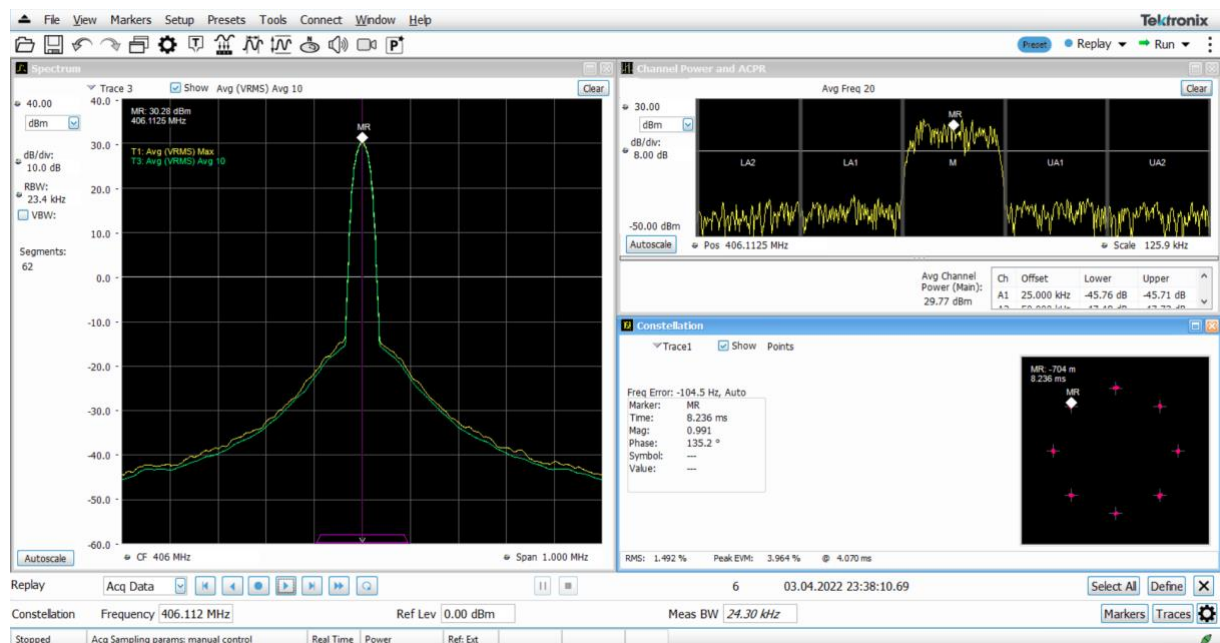 File View Markers Setup Presets Tools Connect Window Help
Tektronix
Preset Replay Run
Spectrum
Trace 3 Show Avg (VRMS) Avg 10 Clear
40.00
dBm
dB/div:
10.0 dB
RBW:
23.4 kHz
VBW:
Segments:
62
Autoscale
40.0
30.0
20.0
10.0
0.0
-10.0
-20.0
-30.0
-40.0
-50.0
-60.0
MR: 30.28 dBm
406.1125 MHz
T1: Avg (VRMS) Max
T3: Avg (VRMS) Avg 10
MR
CF 406 MHz Span 1.000 MHz
Channel Power and ACPR
Avg Freq 20 Clear
30.00
dBm
dB/div:
8.00 dB
-50.00 dBm
Autoscale
MR
LA2 LA1 M UA1 UA2
Pos 406.1125 MHz Scale 125.9 kHz
Avg Channel
Power (Main):
29.77 dBm
Ch Offset Lower Upper
A1 25.000 kHz -45.76 dB -45.71 dB
Constellation
Trace1 Show Points
Freq Error: -104.5 Hz, Auto
Marker: MR
Time: 8.236 ms
Mag: 0.991
Phase: 135.2 °
Symbol: ---
Value: ---
MR: -704 m
8.236 ms
MR
RMS: 1.492 % Peak EVM: 3.964 % @ 4.070 ms
Replay Acq Data 6 03.04.2022 23:38:10.69 Select All Define
Constellation Frequency 406.112 MHz Ref Lev 0.00 dBm Meas BW 24.30 kHz Markers Traces
Stopped Acq Sampling params: manual control Real Time Power Ref: Ext